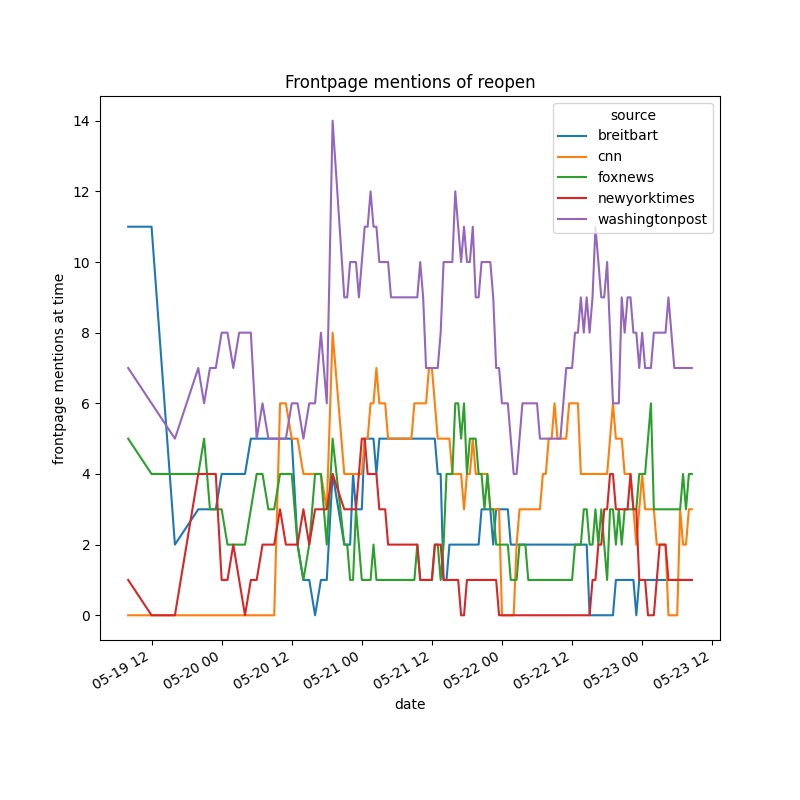 Frontpage mentions of reopen
source
breitbart
cnn
foxnews
newyorktimes
washingtonpost
frontpage mentions at time
14
12
10
8
6
4
2
0
05-19 12
05-20 00
05-20 12
05-21 00
05-21 12
05-22 00
05-22 12
05-23 00
05-23 12
date